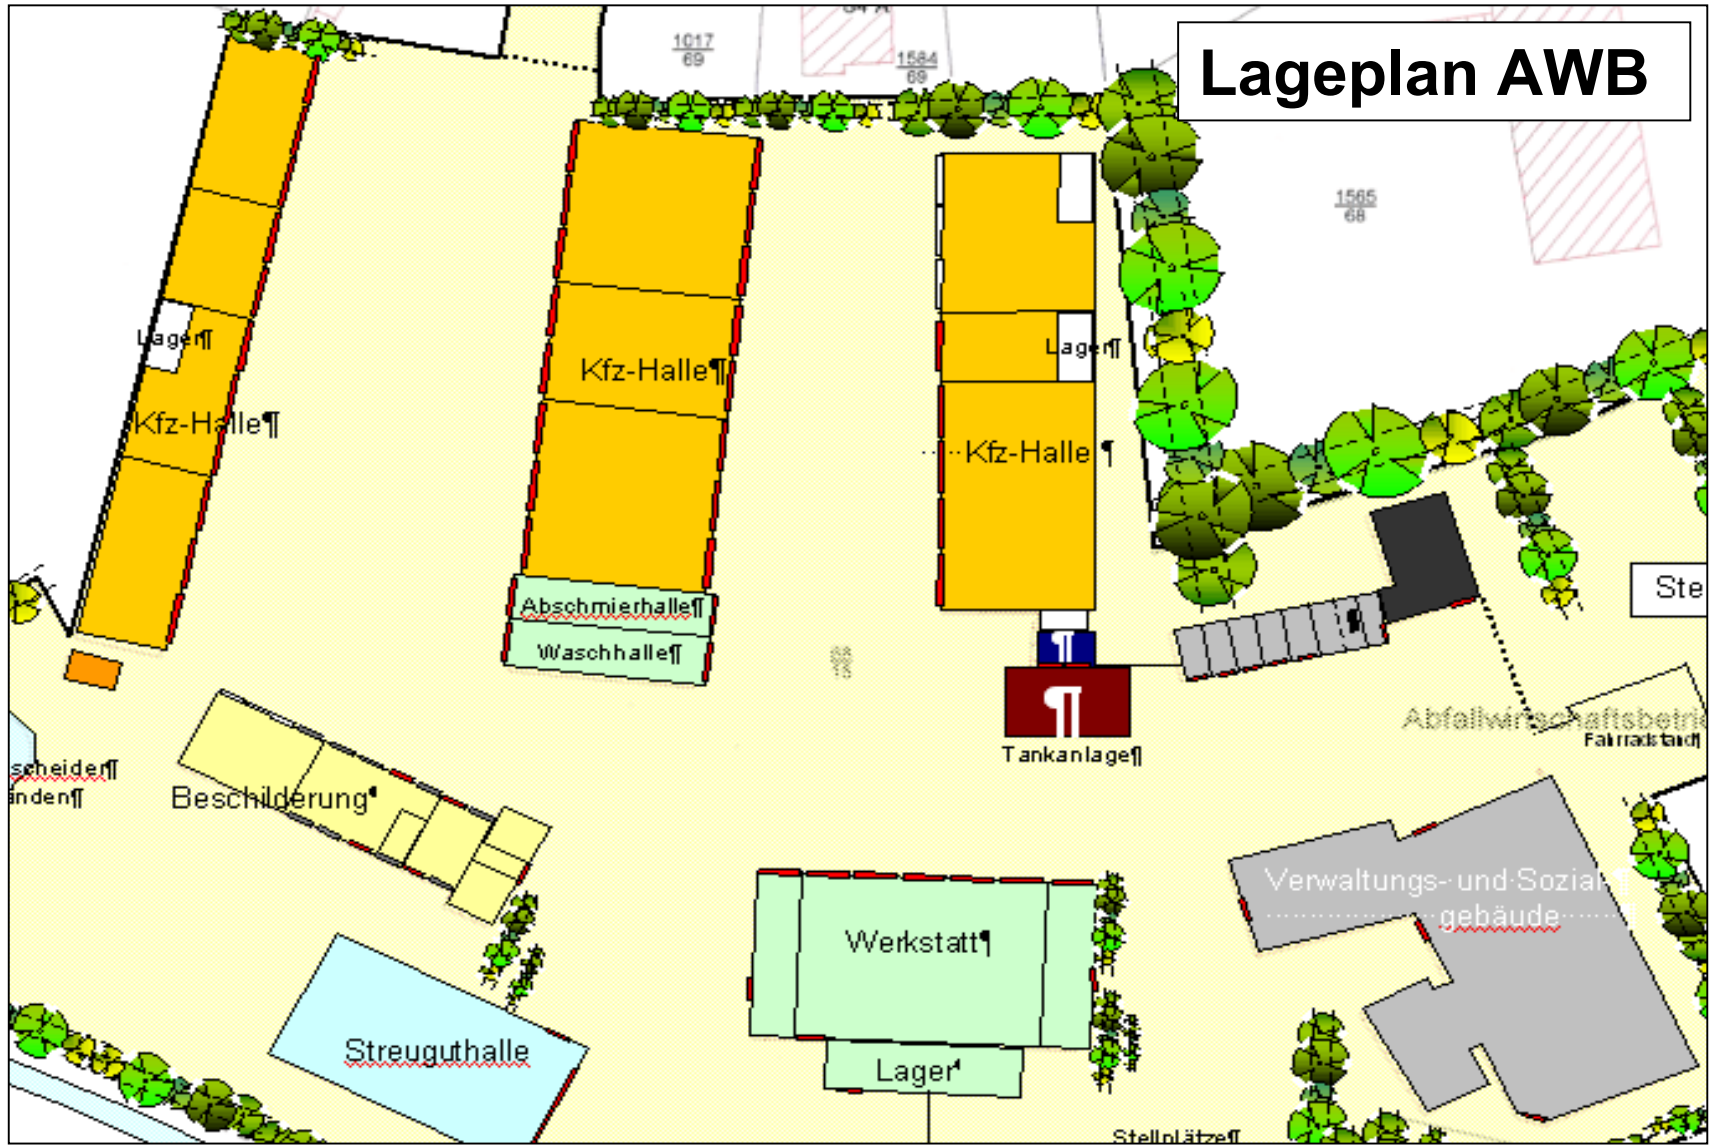 Lageplan AWB
1017
69
1584
69
1565
68
Lager¶
Kfz-Halle¶
Kfz-Halle¶
Lager¶
Kfz-Halle ¶
Abschmierhalle¶
Waschhalle¶
¶
¶
Tankanlage¶
¶
Ste
Abfallwirtschaftsbetrie
Fahrradstand¶
scheider¶
änden¶
Beschilderung¶
Streuguthalle
Werkstatt¶
Lager¶
Verwaltungs- und Sozial-¶
gebäude
Stellplätze¶